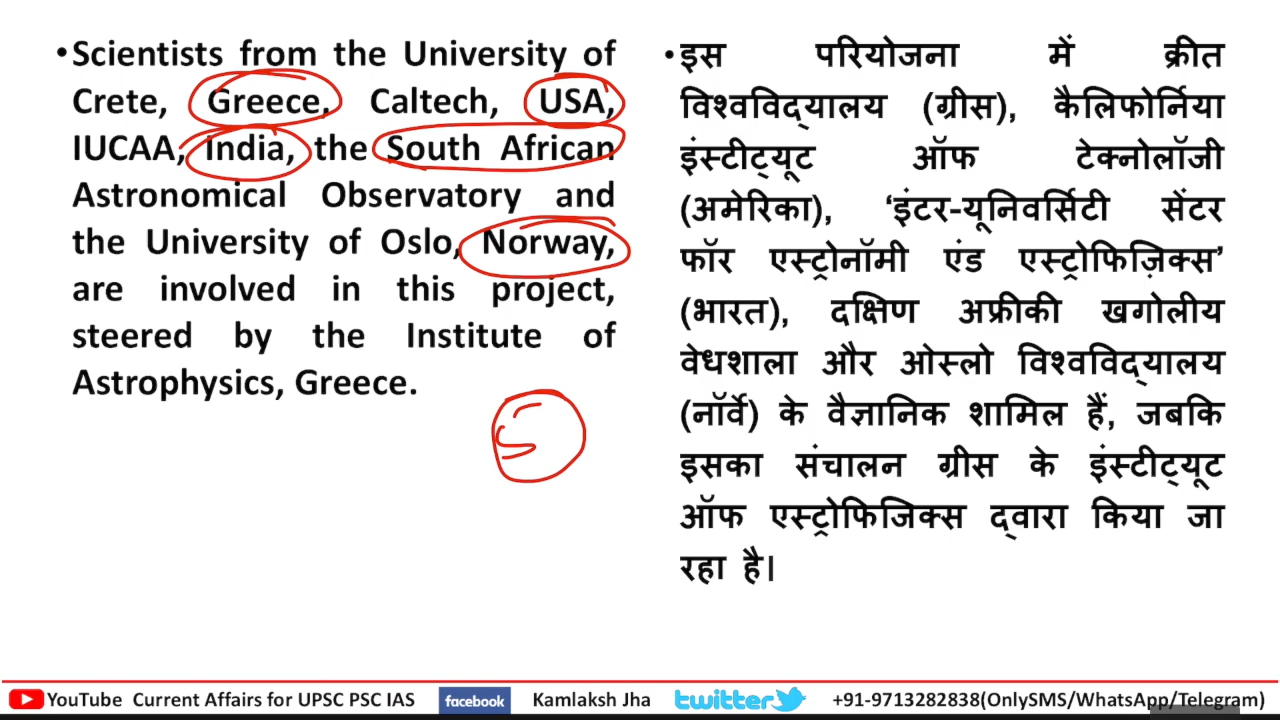 •Scientists from the University of
Crete, Greece, Caltech, USA,
IUCAA, India, the South African
Astronomical Observatory and
the University of Oslo, Norway,
are involved in this project,
steered by the Institute of
Astrophysics, Greece.
5
•इस परियोजना में क्रीत
विश्वविद्यालय (ग्रीस), कैलिफोर्निया
इंस्टीट्यूट ऑफ टेक्नोलॉजी
(अमेरिका), ‘इंटर-यूनिवर्सिटी सेंटर
फॉर एस्ट्रोनॉमी एंड एस्ट्रोफिज़िक्स’
(भारत), दक्षिण अफ्रीकी खगोलीय
वेधशाला और ओस्लो विश्वविद्यालय
(नॉर्वे) के वैज्ञानिक शामिल हैं, जबकि
इसका संचालन ग्रीस के इंस्टीट्यूट
ऑफ एस्ट्रोफिजिक्स द्वारा किया जा
रहा है।
YouTube Current Affairs for UPSC PSC IAS facebook Kamlaksh Jha twitter +91-9713282838(OnlySMS/WhatsApp/Telegram)